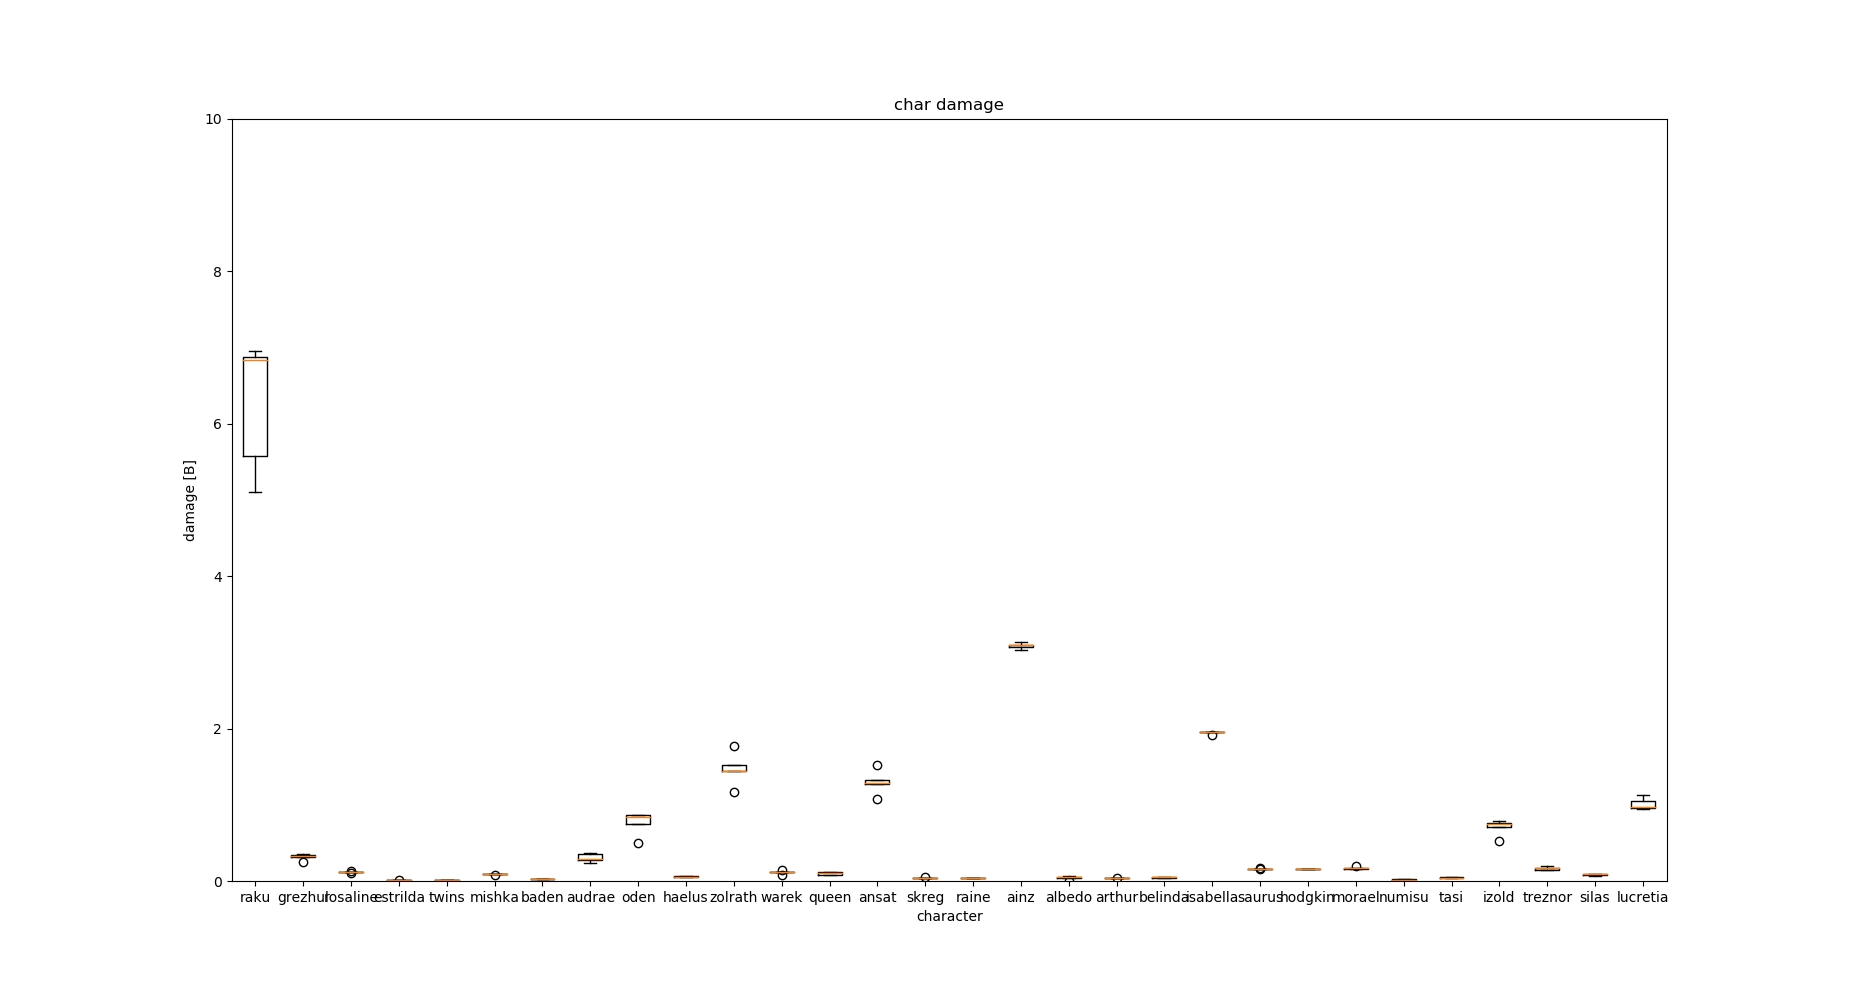 char damage
10
8
6
4
2
0
damage [B]
raku grezhul rosaline estrilda twins mishka baden audrae oden haelus zolrath warek queen ansat skreg raine ainz albedo arthur belinda isabella saurus hodgkin morael numisu tasi izold treznor silas lucretia
character